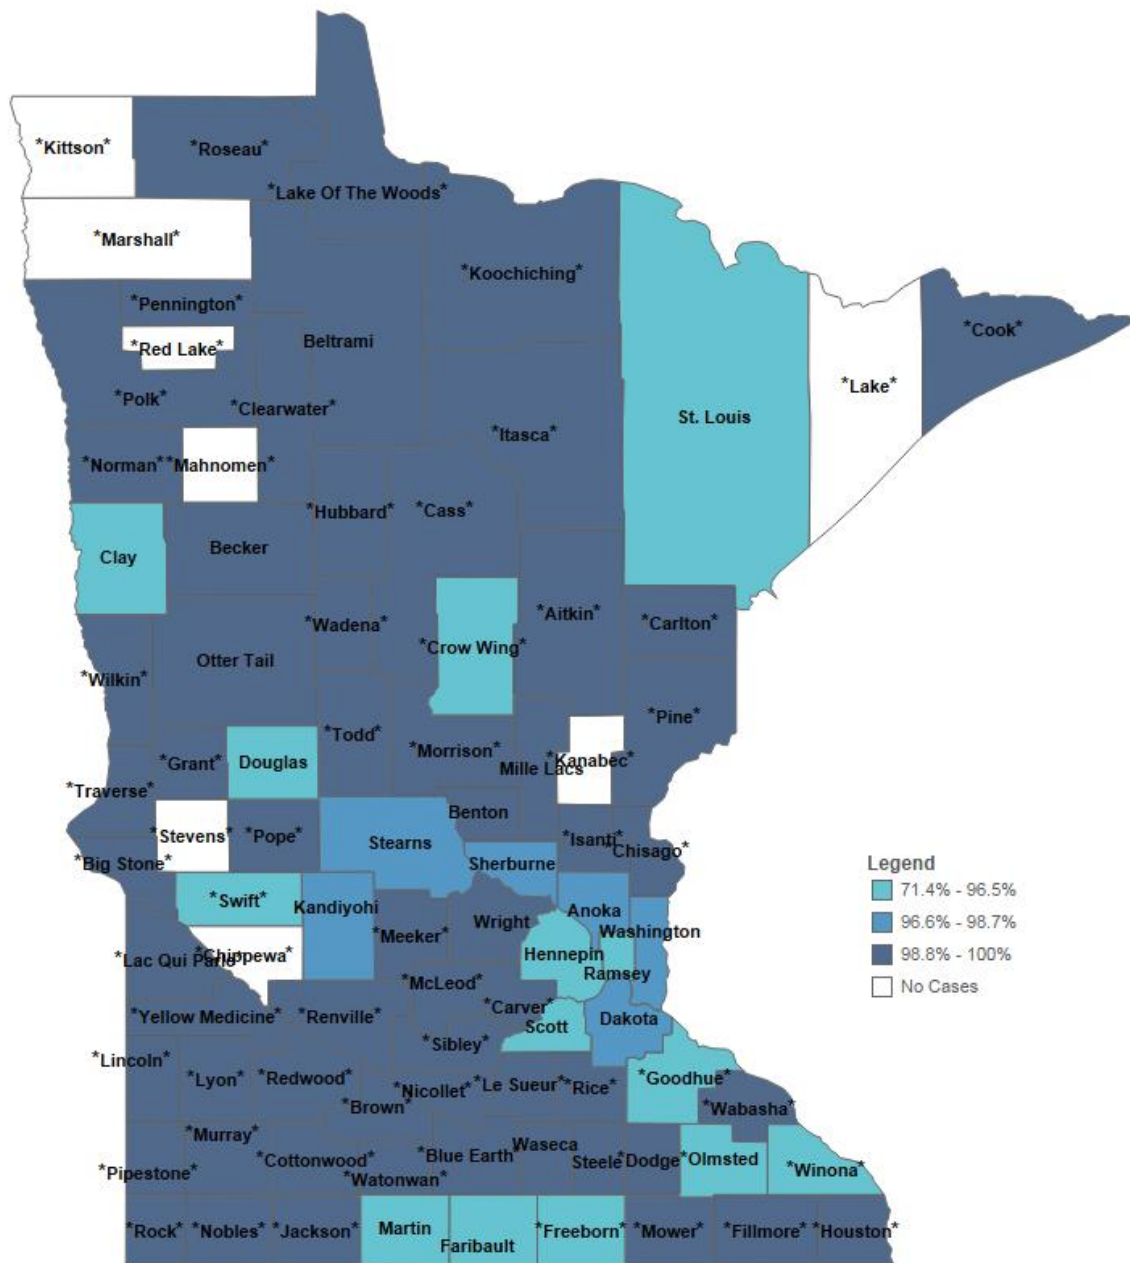 *Kittson*
*Roseau*
*Lake Of The Woods*
*Marshall*
*Koochiching*
*Pennington*
*Cook*
Beltrami
*Red Lake*
*Lake*
*Polk*
*Clearwater*
St. Louis
*Itasca*
*Norman*
*Mahnomen*
*Hubbard*
*Cass*
Clay
Becker
*Aitkin*
*Wadena*
*Carlton*
*Crow Wing*
Otter Tail
*Wilkin*
*Pine*
*Todd*
*Morrison*
*Grant*
Douglas
*Kanabec*
Mille Lacs
*Traverse*
Benton
*Stevens*
*Pope*
Stearns
*Isanti*
*Chisago*
*Big Stone*
Sherburne
Legend
71.4% - 96.5%
96.6% - 98.7%
98.8% - 100%
No Cases
*Swift*
Kandiyohi
Anoka
Wright
Washington
*Meeker*
*Chippewa*
*Lac Qui Parle*
Hennepin
Ramsey
*McLeod*
*Carver*
*Yellow Medicine*
*Renville*
Scott
Dakota
*Sibley*
*Lincoln*
*Lyon*
*Redwood*
*Nicollet*
*Le Sueur*
*Rice*
*Goodhue*
*Brown*
*Wabasha*
*Murray*
Waseca
*Cottonwood*
*Blue Earth*
Steele
*Dodge*
Olmsted
*Winona*
*Pipestone*
*Watonwan*
*Rock*
*Nobles*
*Jackson*
Martin
Faribault
*Freeborn*
*Mower*
*Fillmore*
*Houston*